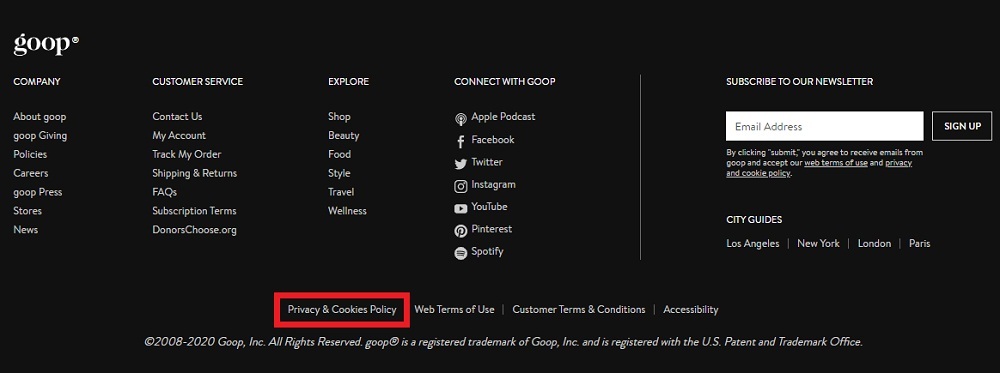 goop®
COMPANY
About goop
goop Giving
Policies
Careers
goop Press
Stores
News
CUSTOMER SERVICE
Contact Us
My Account
Track My Order
Shipping & Returns
FAQs
Subscription Terms
DonorsChoose.org
EXPLORE
Shop
Beauty
Food
Style
Travel
Wellness
CONNECT WITH GOOP
Apple Podcast
Facebook
Twitter
Instagram
YouTube
Pinterest
Spotify
SUBSCRIBE TO OUR NEWSLETTER
Email Address
SIGN UP
By clicking "submit," you agree to receive emails from
goop and accept our web terms of use and privacy
and cookie policy.
CITY GUIDES
Los Angeles | New York | London | Paris
Privacy & Cookies Policy Web Terms of Use | Customer Terms & Conditions | Accessibility
©2008-2020 Goop, Inc. All Rights Reserved. goop® is a registered trademark of Goop, Inc. and is registered with the U.S. Patent and Trademark Office.